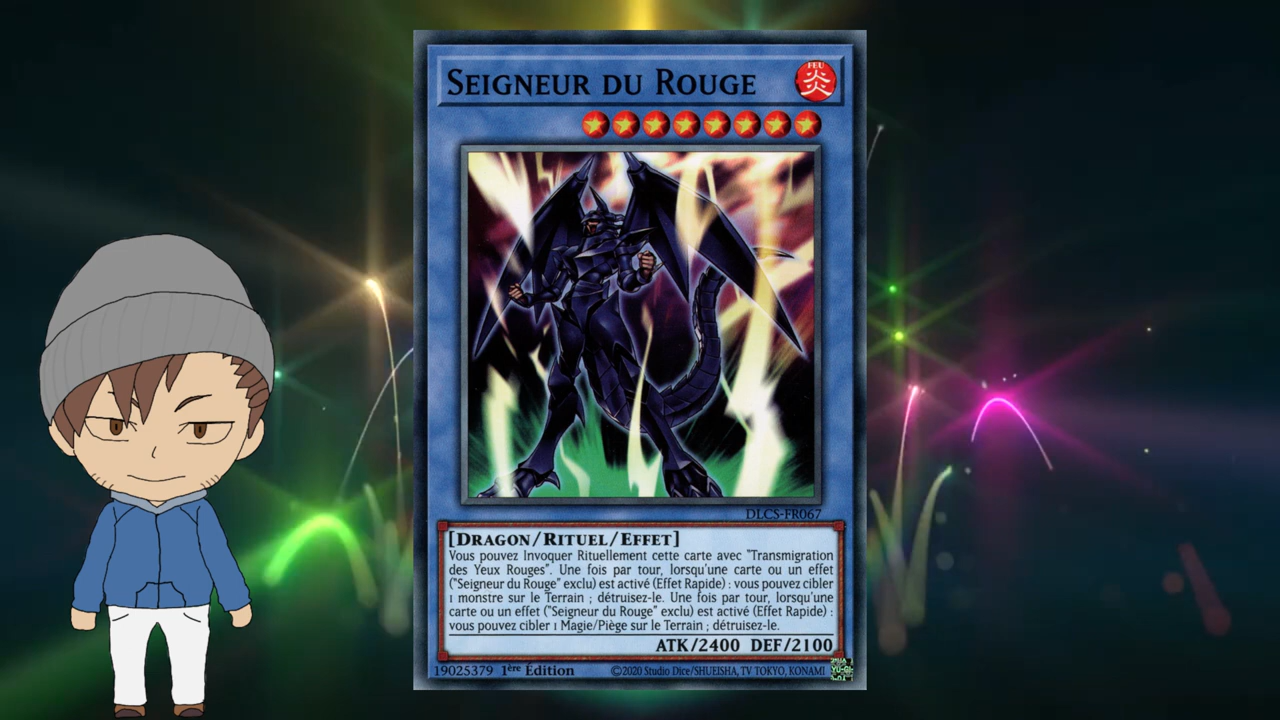 Seigneur du Rouge
FEU
炎
DLCS-FR067
[Dragon/Rituel/Effet]
Vous pouvez Invoquer Rituellement cette carte avec "Transmigration
des Yeux Rouges". Une fois par tour, lorsqu'une carte ou un effet
("Seigneur du Rouge" exclu) est activé (Effet Rapide) : vous pouvez cibler
1 monstre sur le Terrain ; détruisez-le. Une fois par tour, lorsqu'une
carte ou un effet ("Seigneur du Rouge" exclu) est activé (Effet Rapide) :
vous pouvez cibler 1 Magie/Piège sur le Terrain ; détruisez-le.
ATK/2400 DEF/2100
19025379 1ère Édition ©2020 Studio Dice/SHUEISHA, TV TOKYO, KONAMI